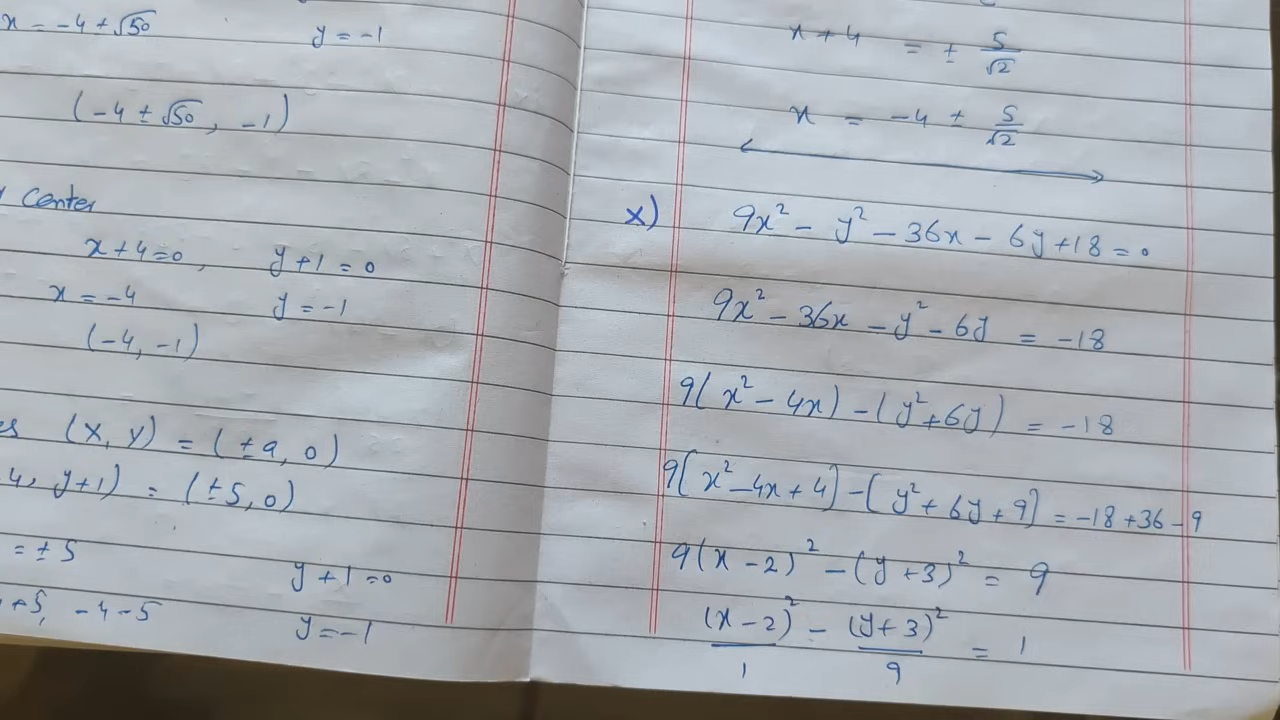 x = -4 ± √50 y = -1
(-4 ± √50, -1)
Center
x + 4 = 0, y + 1 = 0
x = -4 y = -1
(-4, -1)
(X, Y) = (±a, 0)
4, y+1) = (±5, 0)
= ±5
y + 1 = 0
+5, -4-5
y = -1
x + 4 = ± 5/√2
x = -4 ± 5/√2
x) 9x² - y² - 36x - 6y + 18 = 0
9x² - 36x - y² - 6y = -18
9(x² - 4x) - (y² + 6y) = -18
9[x² - 4x + 4] - [y² + 6y + 9] = -18 + 36 - 9
9(x - 2)² - (y + 3)² = 9
(x - 2)²/1 - (y + 3)²/9 = 1